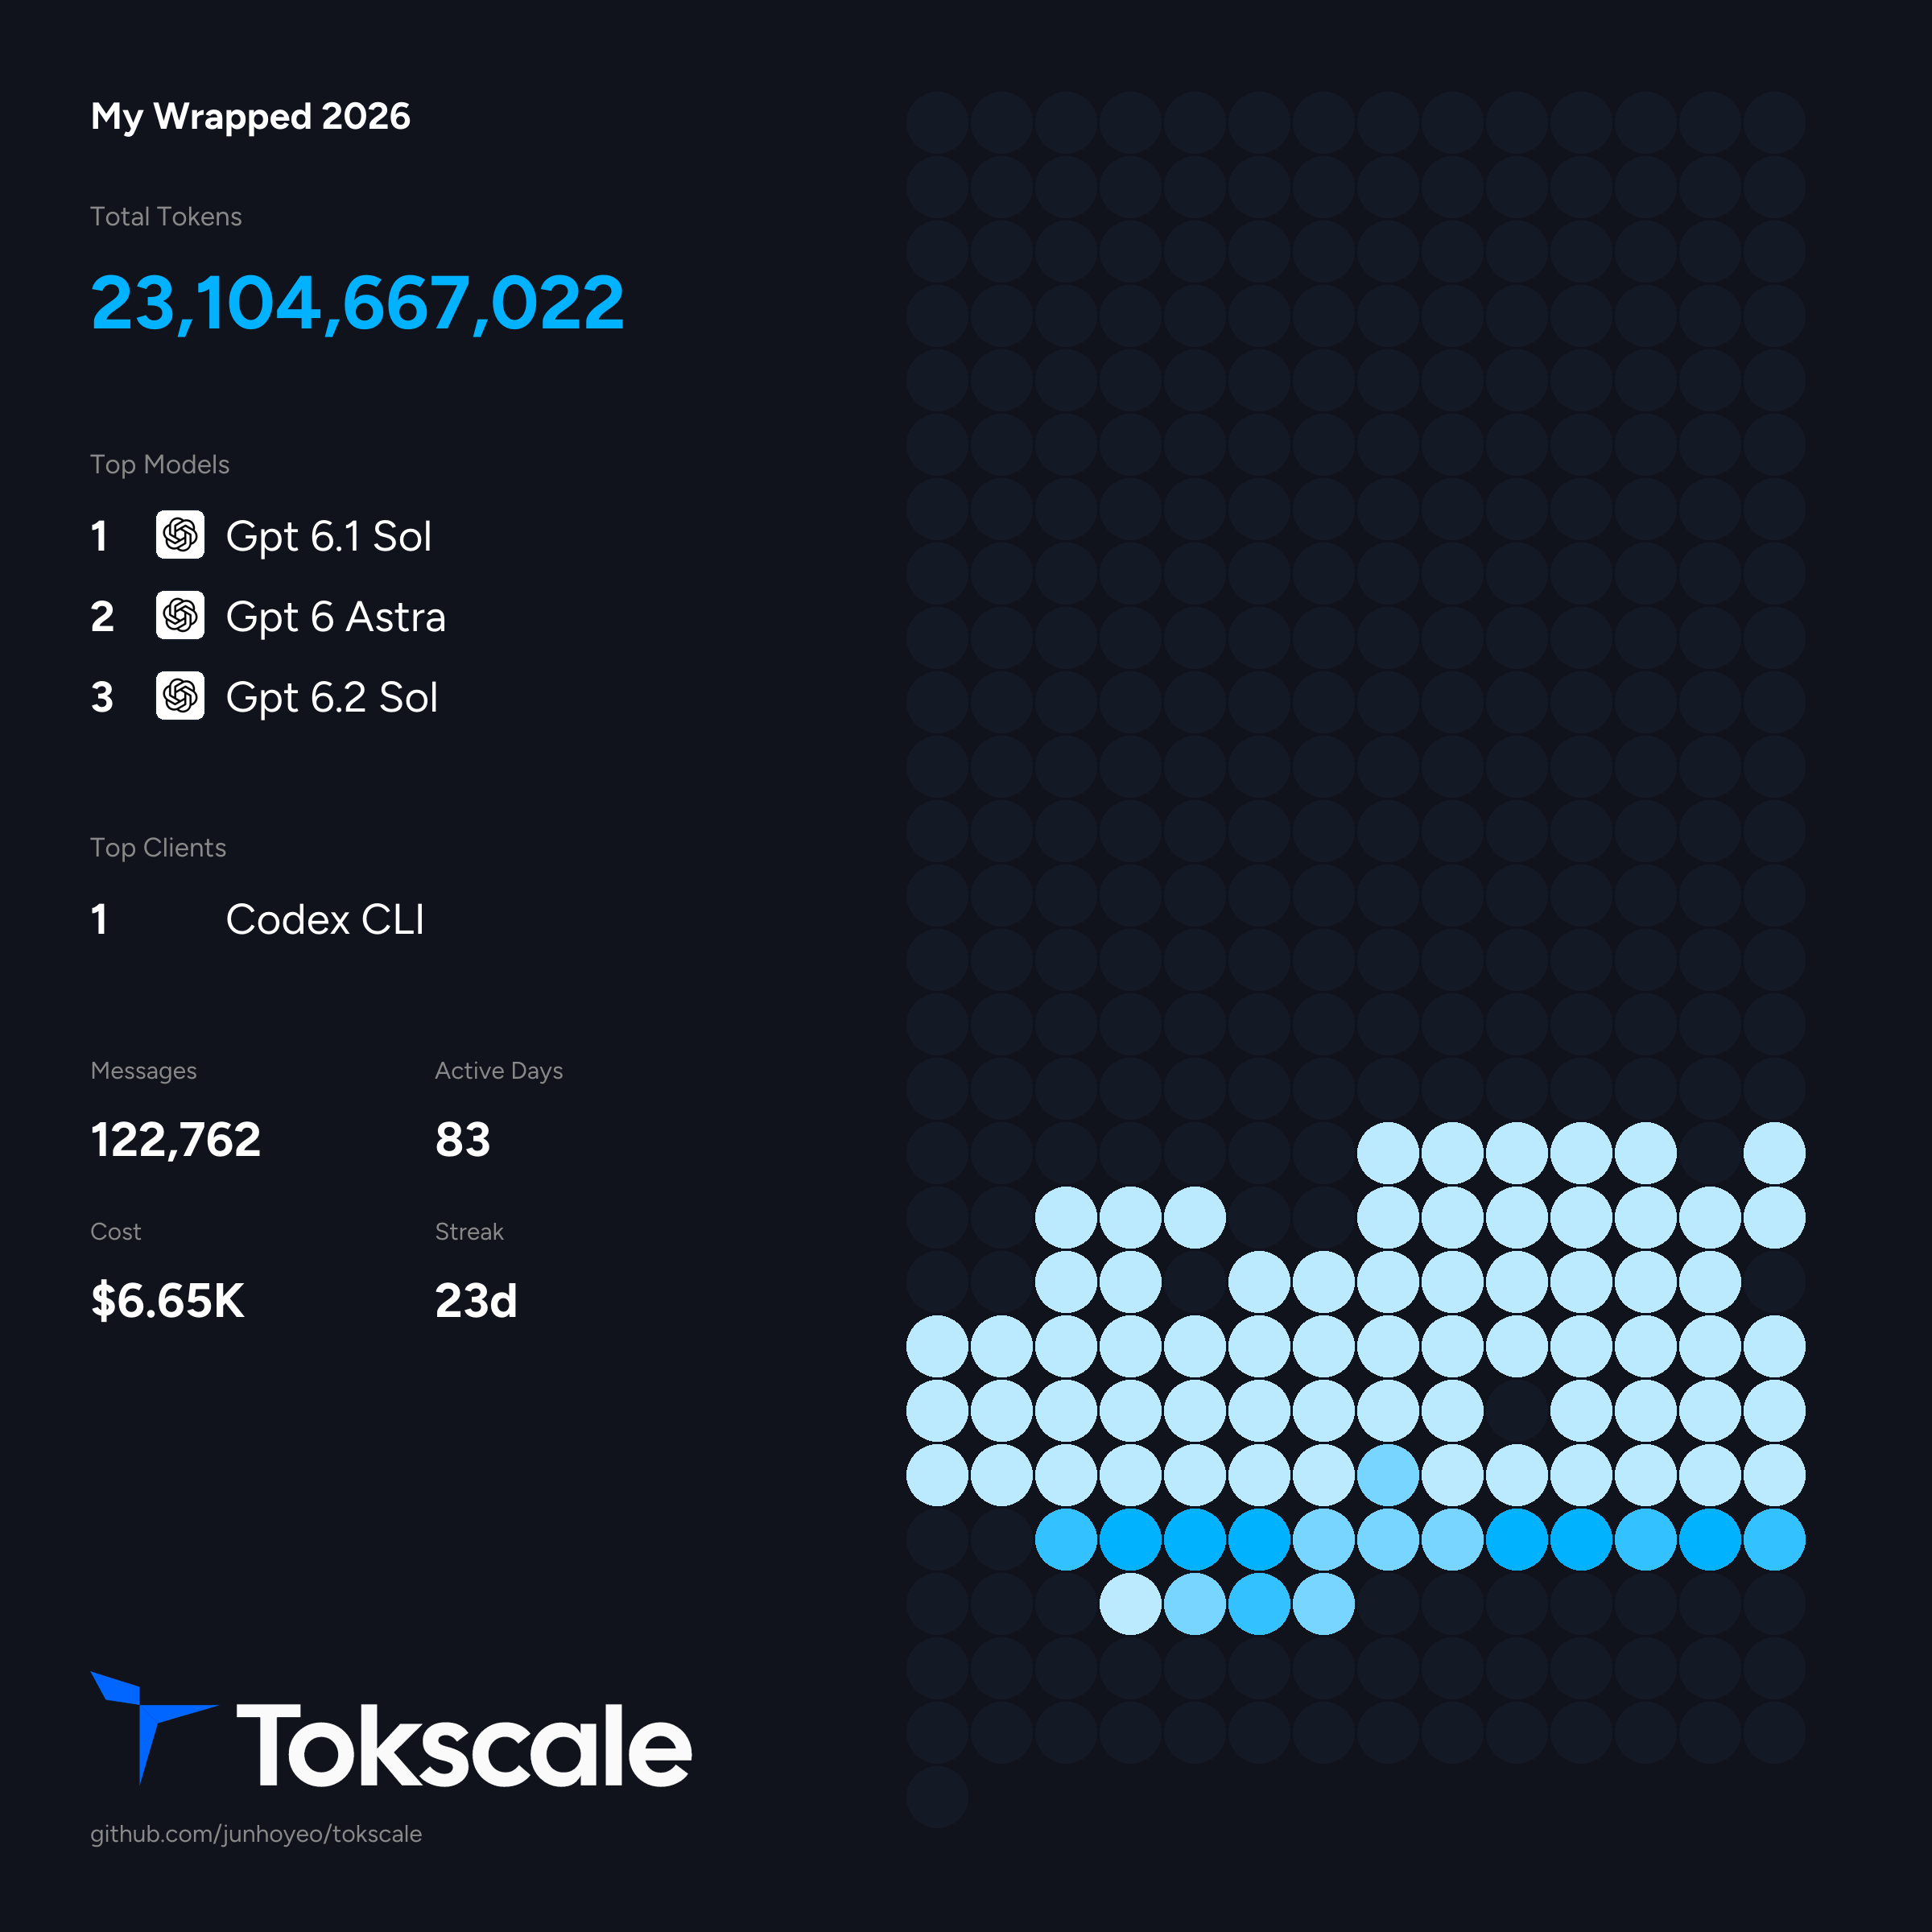 My Wrapped 2026
Total Tokens
23,104,667,022
Top Models
1 Gpt 6.1 Sol
2 Gpt 6 Astra
3 Gpt 6.2 Sol
Top Clients
1 Codex CLI
Messages Active Days
122,762 83
Cost Streak
$6.65K 23d
Tokscale
github.com/junhoyeo/tokscale